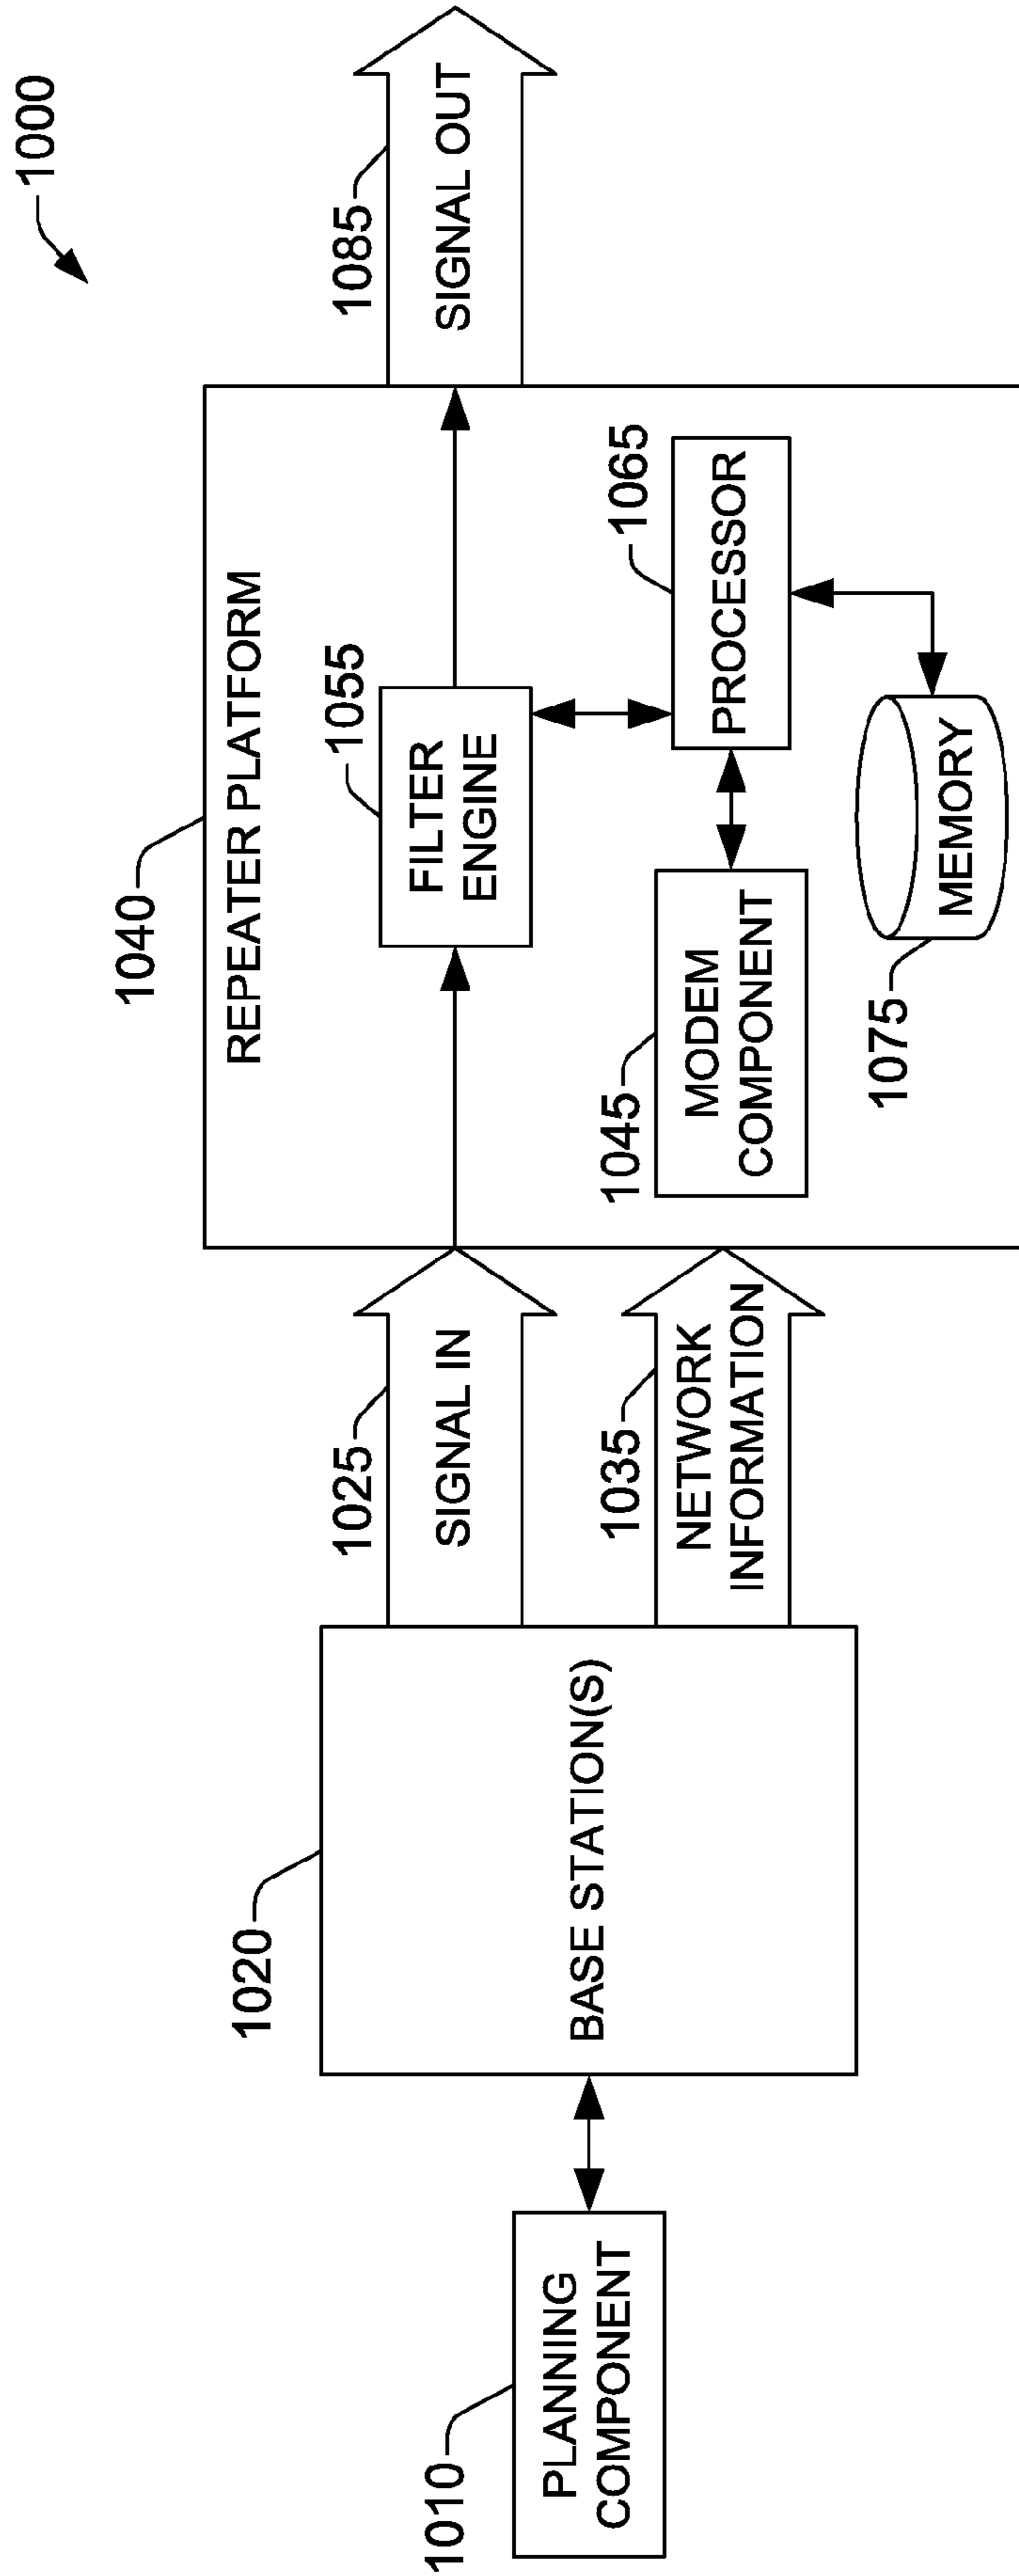 1000
1040
REPEATER PLATFORM
1085
SIGNAL OUT
1055
FILTER
ENGINE
1065
PROCESSOR
1045
MODEM
COMPONENT
1075
MEMORY
1025
SIGNAL IN
1035
NETWORK
INFORMATION
1020
BASE STATION(S)
1010
PLANNING
COMPONENT